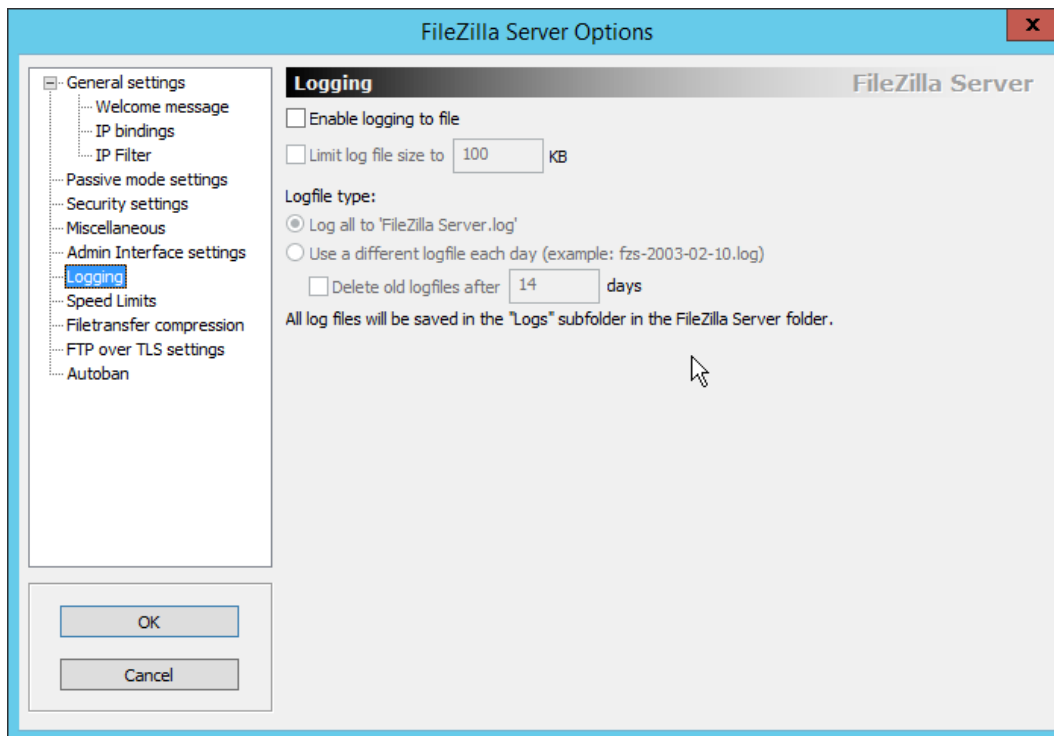 FileZilla Server Options
x
General settings
Welcome message
IP bindings
IP Filter
Passive mode settings
Security settings
Miscellaneous
Admin Interface settings
Logging
Speed Limits
Filetransfer compression
FTP over TLS settings
Autoban
OK
Cancel
Logging FileZilla Server
Enable logging to file
Limit log file size to 100 KB
Logfile type:
Log all to 'FileZilla Server.log'
Use a different logfile each day (example: fzs-2003-02-10.log)
Delete old logfiles after 14 days
All log files will be saved in the "Logs" subfolder in the FileZilla Server folder.